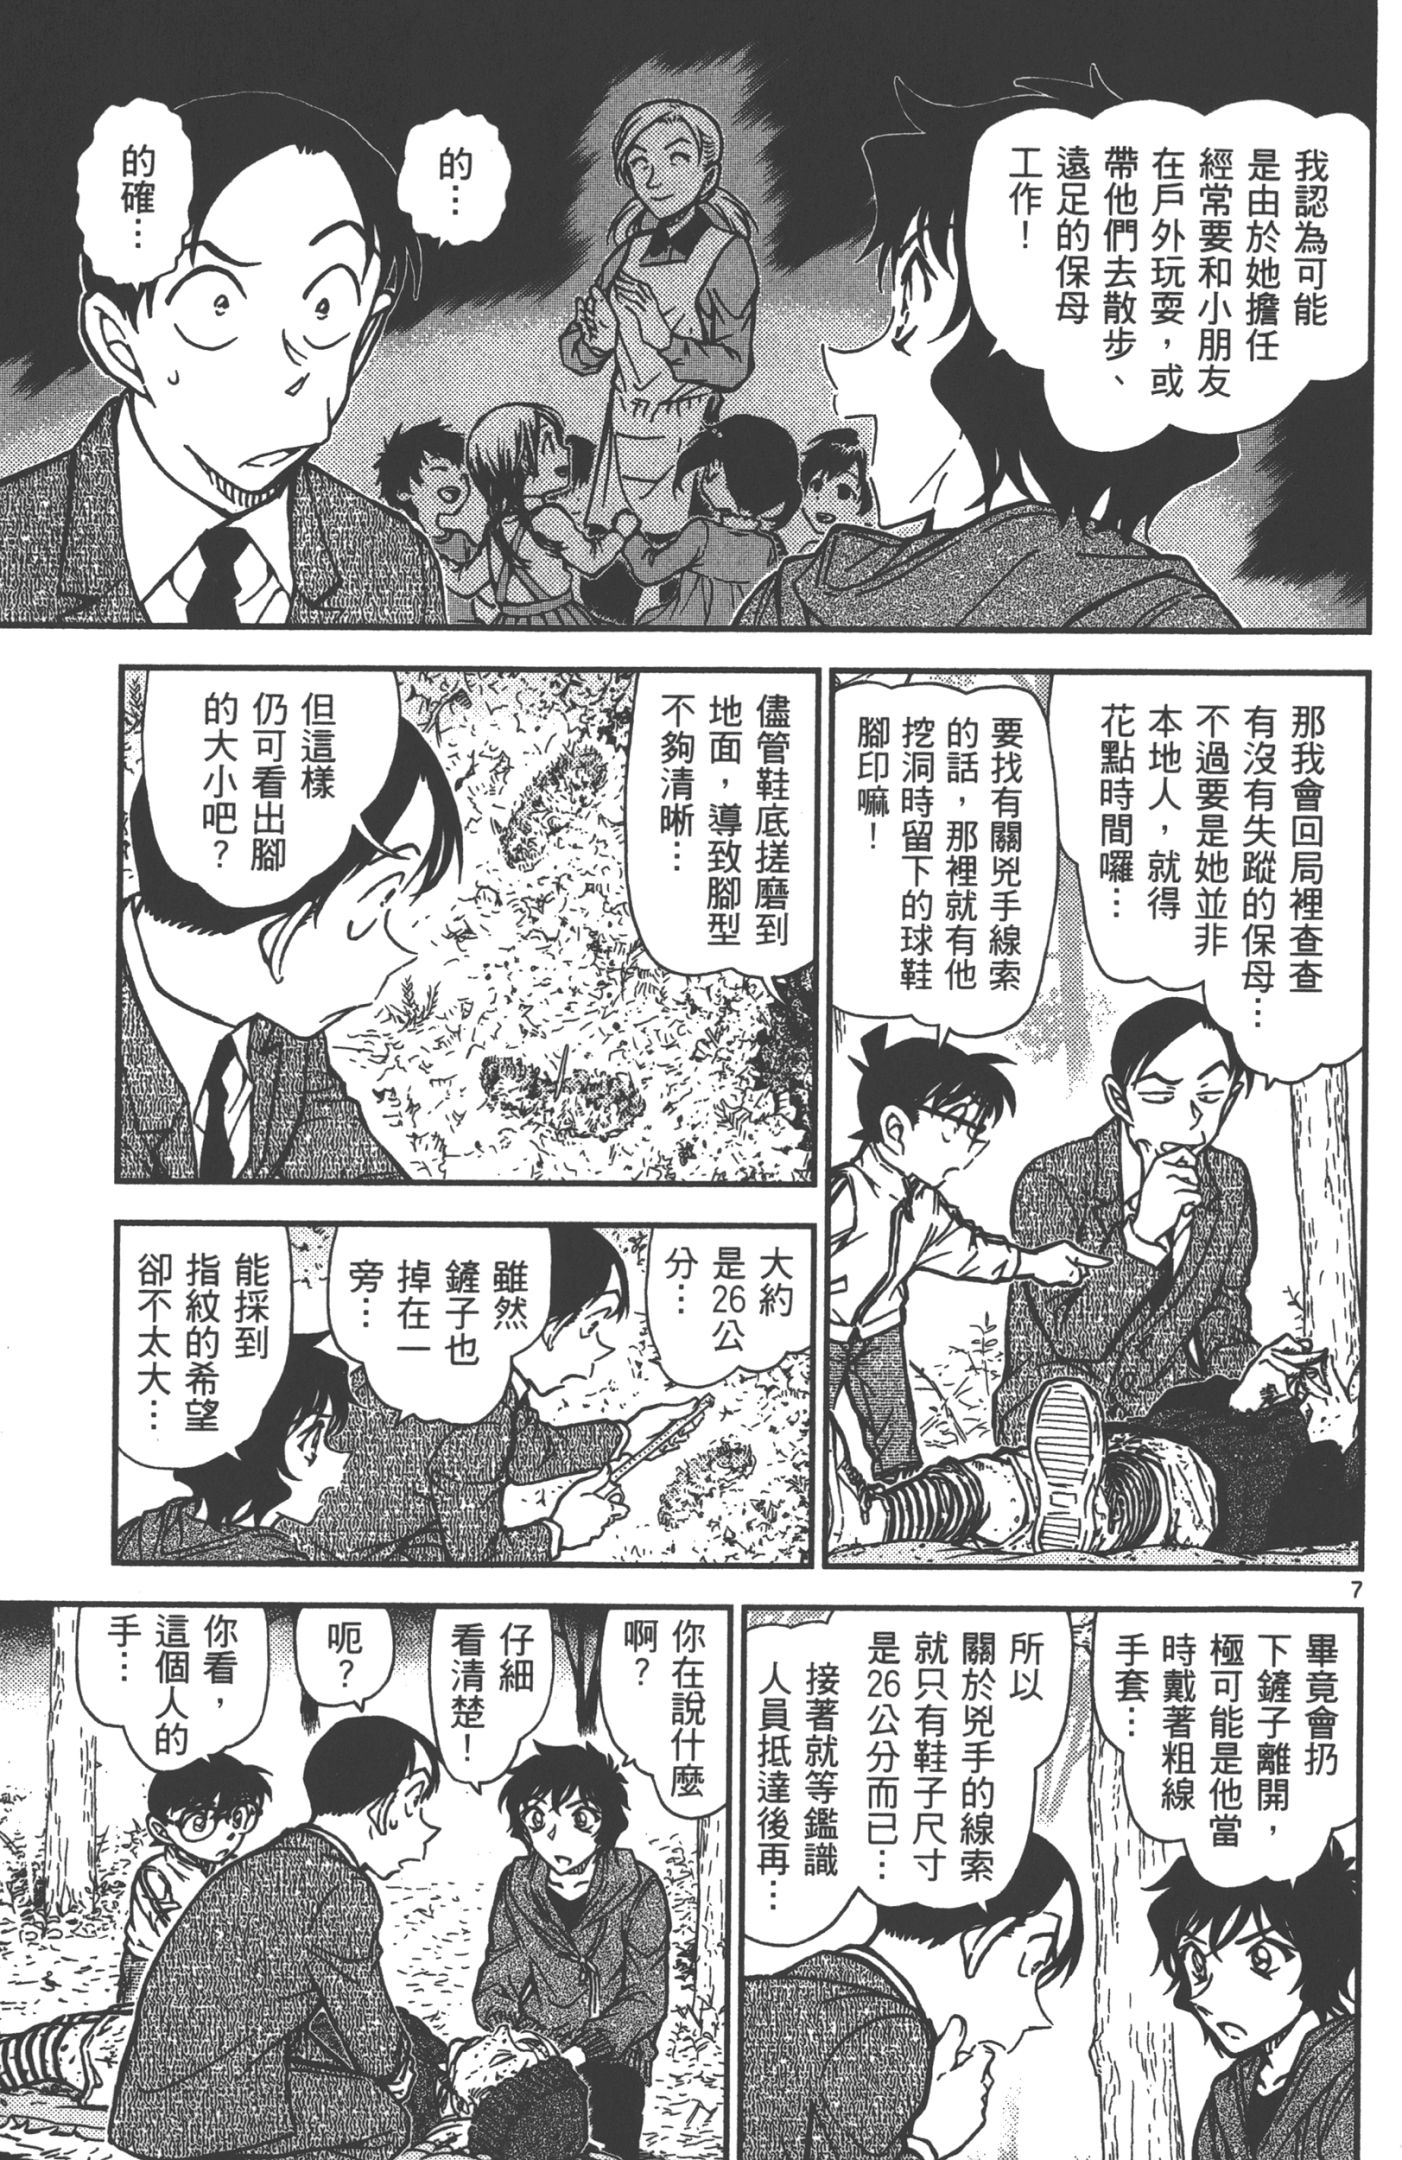 我認為可能
是由於她擔任
經常要和小朋友
在戶外玩耍，或
帶他們去散步、
遠足的保母
工作！
的…
的確…
那我會回局裡查查
有沒有失蹤的保母…
不過要是她並非
本地人，就得
花點時間囉…
要找有關兇手線索
的話，那裡就有他
挖洞時留下的球鞋
腳印嘛！
儘管鞋底搓磨到
地面，導致腳型
不夠清晰…
但這樣
仍可看出腳
的大小吧？
大約
是26公
分…
雖然
鏟子也
掉在一
旁…
能採到
指紋的希望
卻不太大…
7
畢竟會扔
下鏟子離開，
極可能是他當
時戴著粗線
手套…
所以
關於兇手的線索
就只有鞋子尺寸
是26公分而已…
接著就等鑑識
人員抵達後再…
你在說什麼
啊？
仔細
看清楚！
呃？
你看，
這個人的
手…